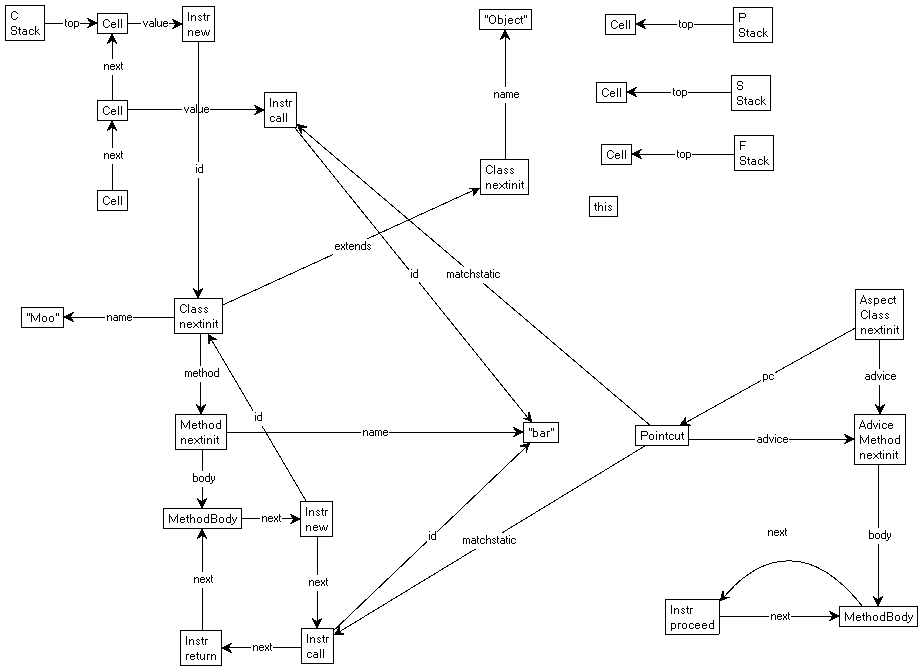 C
Stack
top
Cell
value
Instr
new
"Object"
Cell
top
P
Stack
next
name
Cell
value
Instr
call
Cell
top
S
Stack
next
id
Cell
top
F
Stack
Class
nextinit
Cell
this
extends
id
matchstatic
"Moo"
name
Class
nextinit
Aspect
Class
nextinit
method
pc
advice
id
Method
nextinit
name
"bar"
Pointcut
advice
Advice
Method
nextinit
body
MethodBody
next
Instr
new
id
matchstatic
next
body
next
next
Instr
proceed
next
MethodBody
Instr
return
next
Instr
call